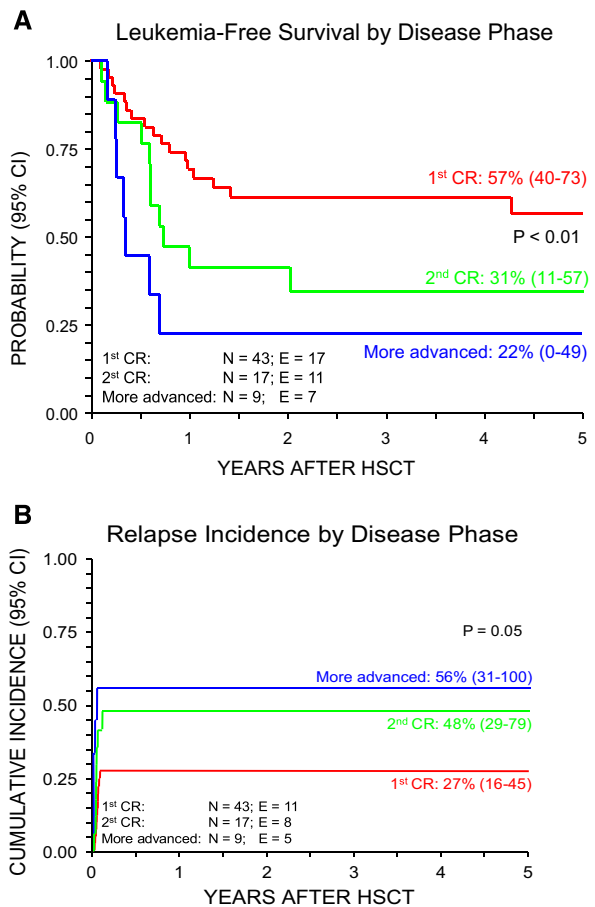 A
Leukemia-Free Survival by Disease Phase
PROBABILITY (95% CI)
1.00
0.75
0.50
0.25
0.00
1st CR: 57% (40-73)
P < 0.01
2nd CR: 31% (11-57)
More advanced: 22% (0-49)
1st CR: N = 43; E = 17
2st CR: N = 17; E = 11
More advanced: N = 9; E = 7
0 1 2 3 4 5
YEARS AFTER HSCT
B
Relapse Incidence by Disease Phase
CUMULATIVE INCIDENCE (95% CI)
1.00
0.75
0.50
0.25
0.00
P = 0.05
More advanced: 56% (31-100)
2nd CR: 48% (29-79)
1st CR: 27% (16-45)
1st CR: N = 43; E = 11
2st CR: N = 17; E = 8
More advanced: N = 9; E = 5
0 1 2 3 4 5
YEARS AFTER HSCT